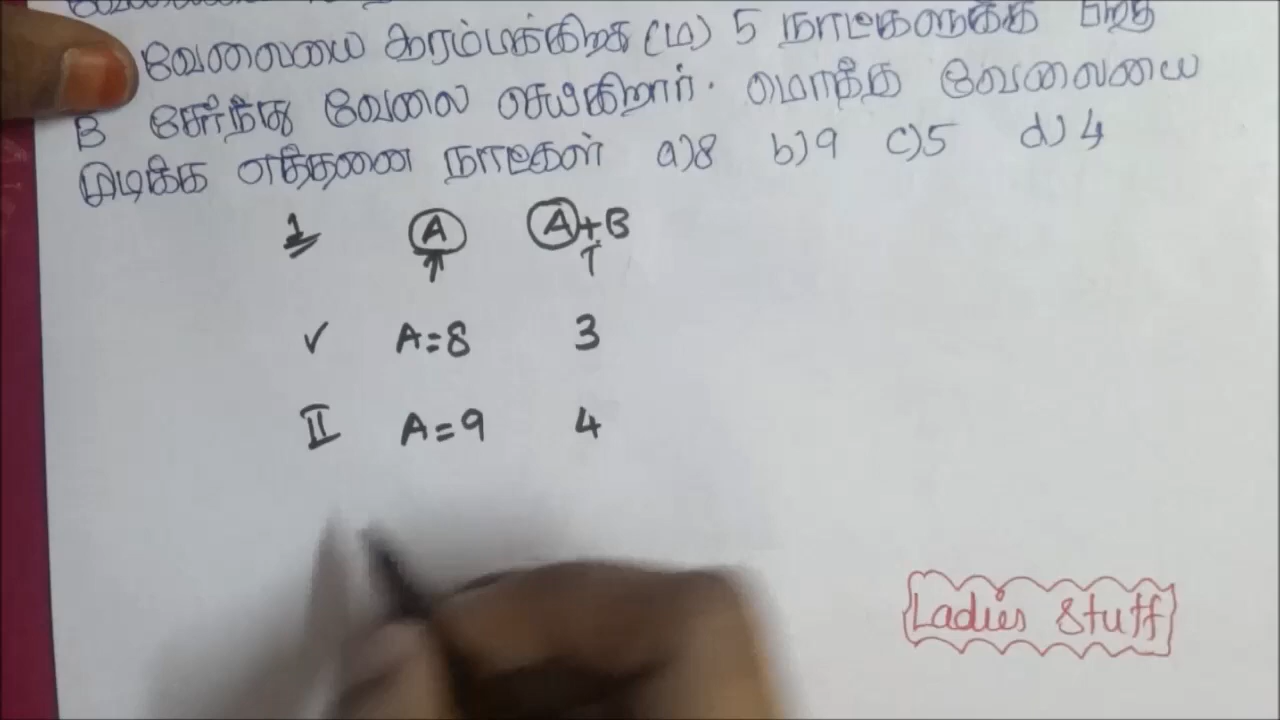 வேலையை ஆரம்பிக்கிறது (ம) 5 நாட்களுக்கு பிறகு
B சேர்ந்து வேலை செய்கிறார். மொத்த வேலையை
முடிக்க எத்தனை நாட்கள் a)8 b)9 c)5 d)4
1 A A+B
✓ A=8 3
II A=9 4
Ladies Stuff